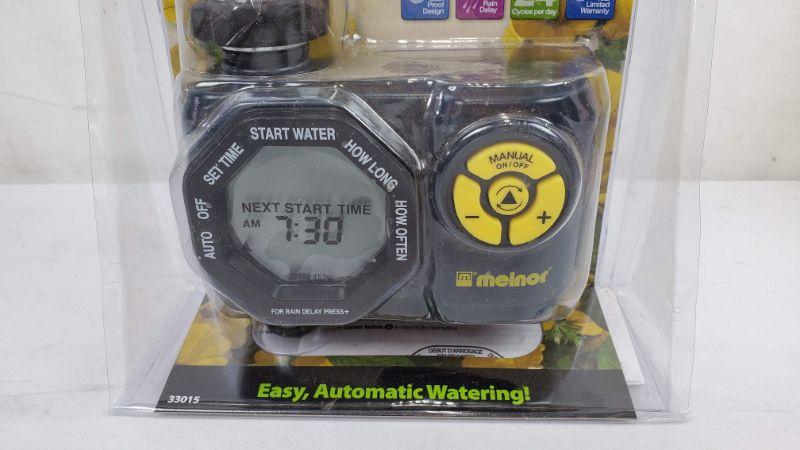 Proof
Design
Rain
Delay
24
Cycles per day
Limited
Warranty
START WATER
SET TIME
HOW LONG
OFF
HOW OFTEN
AUTO
NEXT START TIME
AM 7:30
FOR RAIN DELAY PRESS+
MANUAL
ON/OFF
- +
m melnor
DÉBUT D'ARROSAGE
Easy, Automatic Watering!
33015